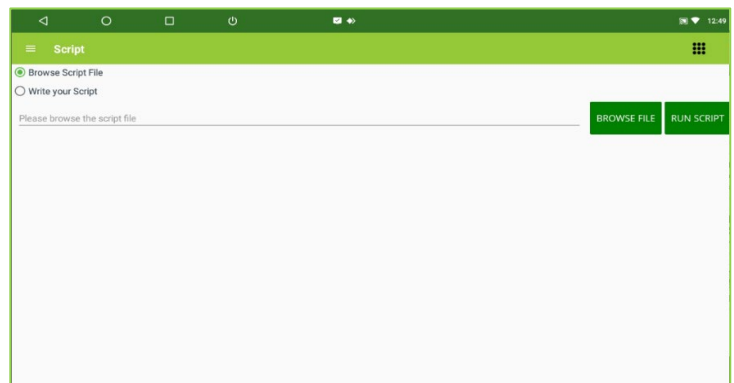 12:49
Script
Browse Script File
Write your Script
Please browse the script file
BROWSE FILE
RUN SCRIPT